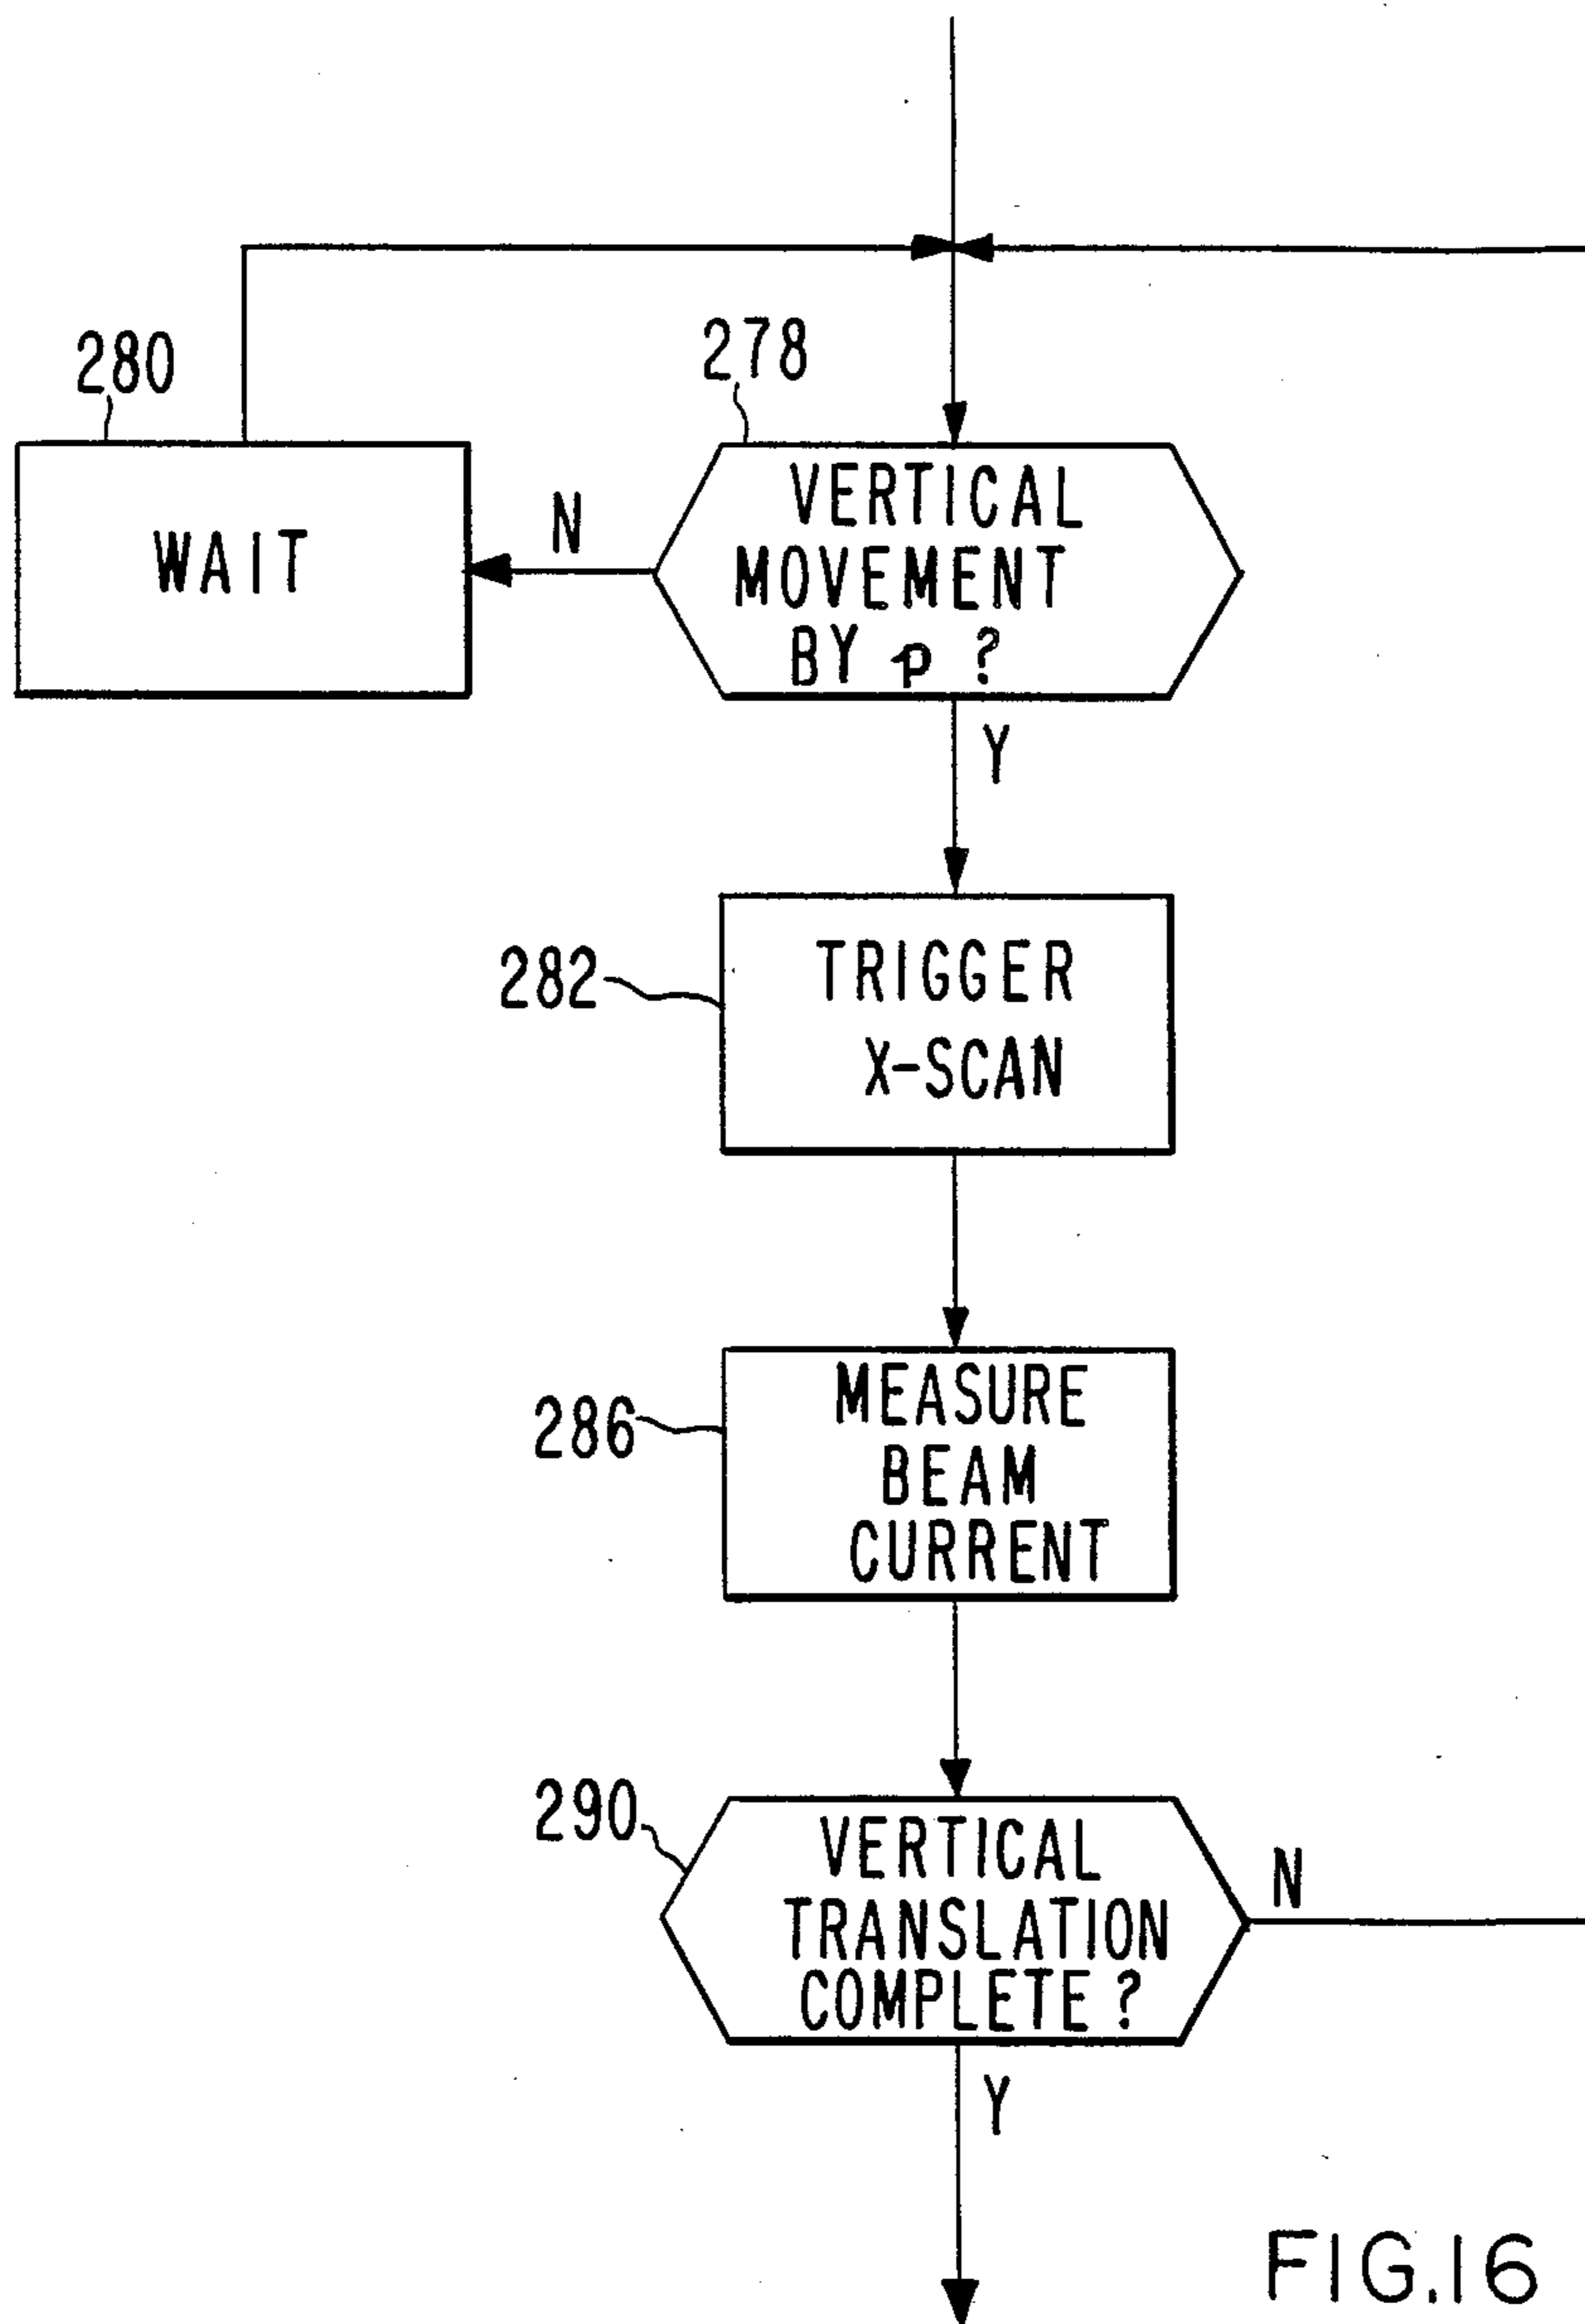 280
278
WAIT
N
VERTICAL
MOVEMENT
BY p ?
Y
282
TRIGGER
X-SCAN
286
MEASURE
BEAM
CURRENT
290
VERTICAL
TRANSLATION
COMPLETE ?
N
Y
FIG.16